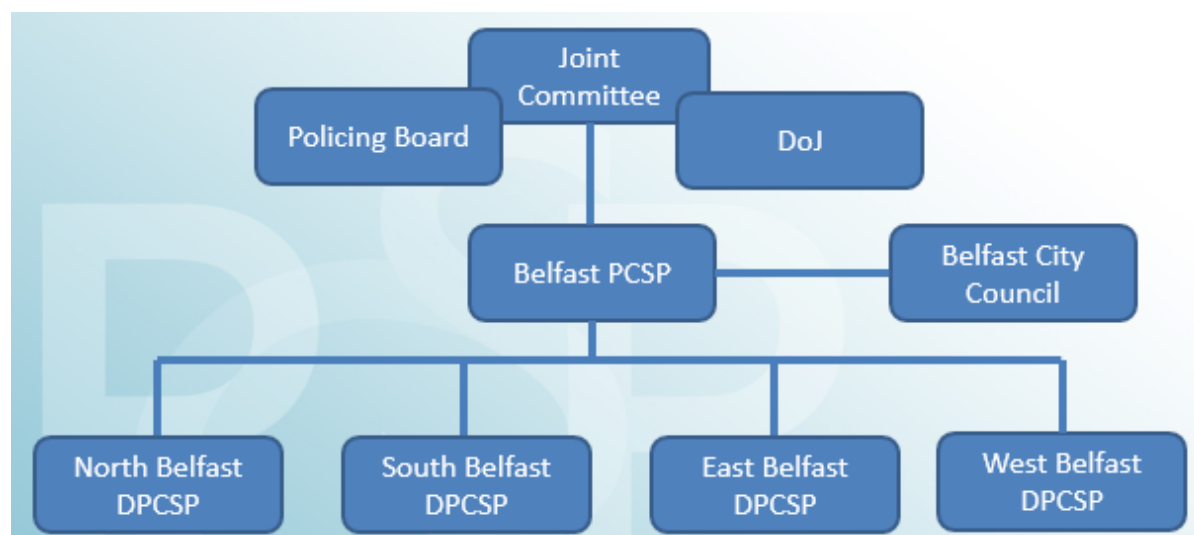 Joint
Committee
Policing Board
DoJ
Belfast PCSP
Belfast City
Council
North Belfast
DPCSP
South Belfast
DPCSP
East Belfast
DPCSP
West Belfast
DPCSP